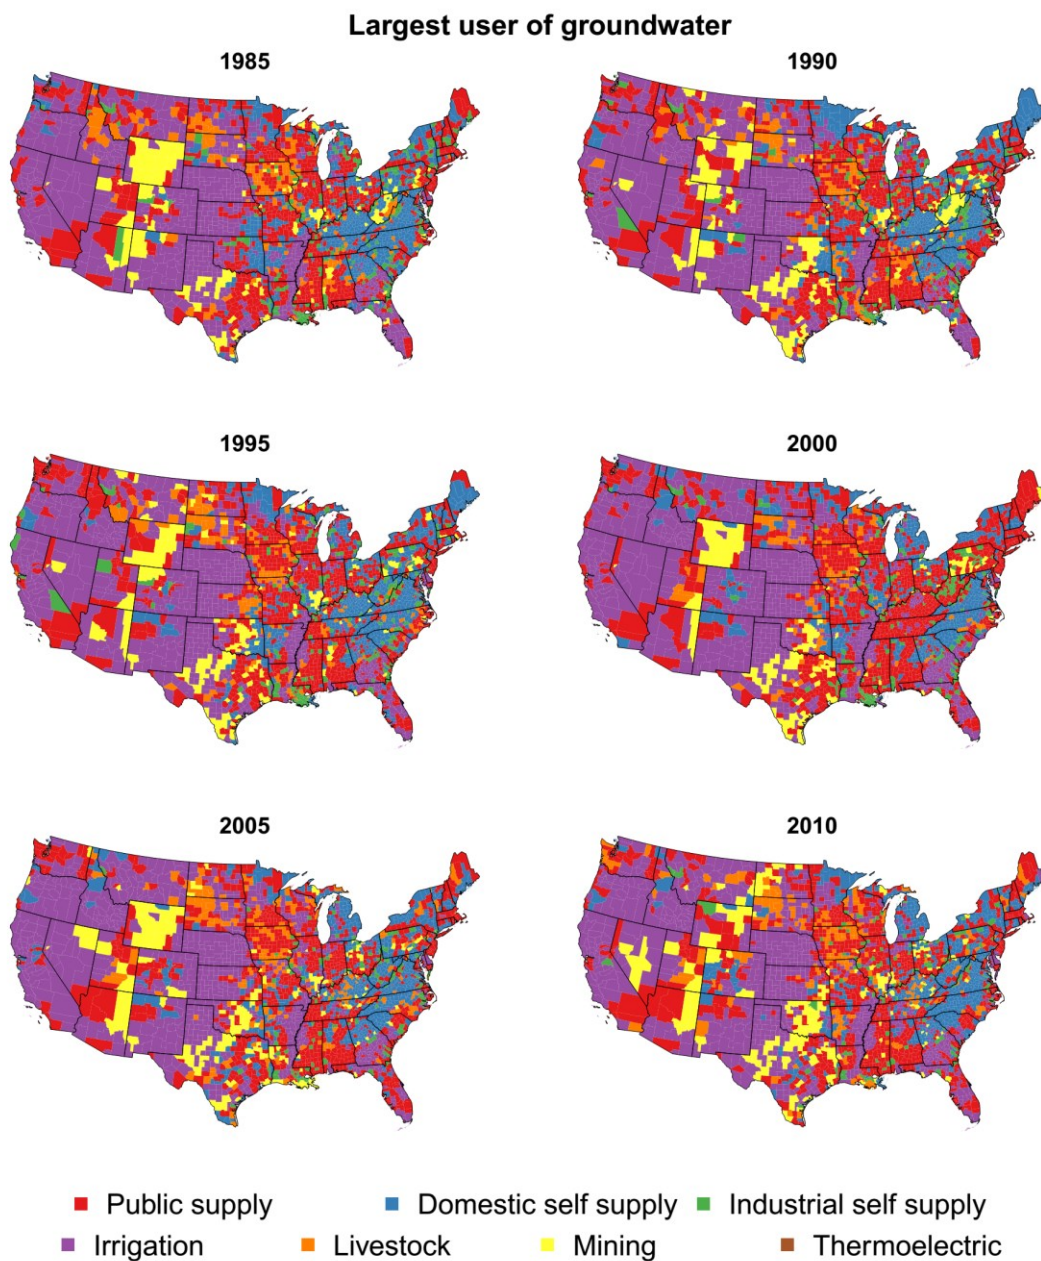 Largest user of groundwater
1985 1990
1995 2000
2005 2010
Public supply Domestic self supply Industrial self supply
Irrigation Livestock Mining Thermoelectric